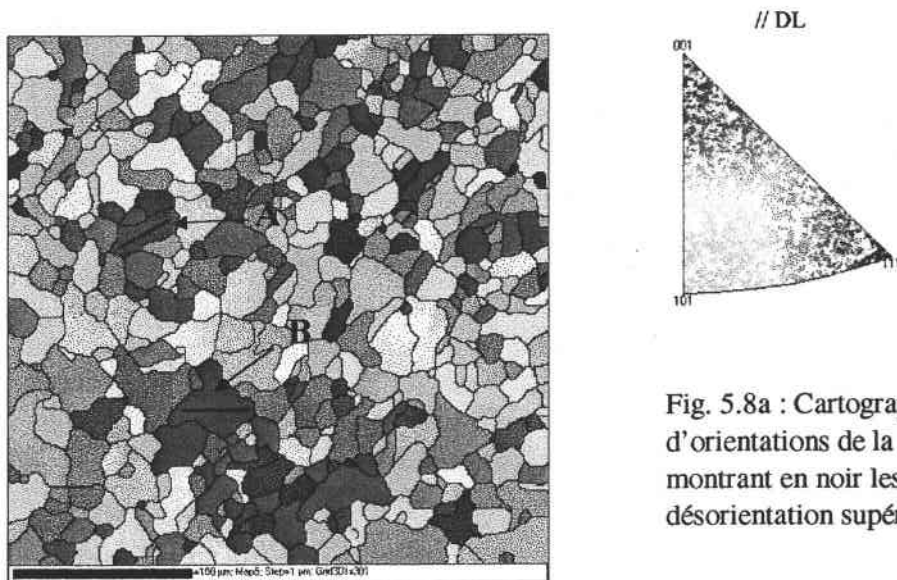 // DL
001
A
101
111
B
Fig. 5.8a : Cartogra
d'orientations de la
montrant en noir les
désorientation supér
=100 µm; Map5; Step=1 µm; Grid301x301